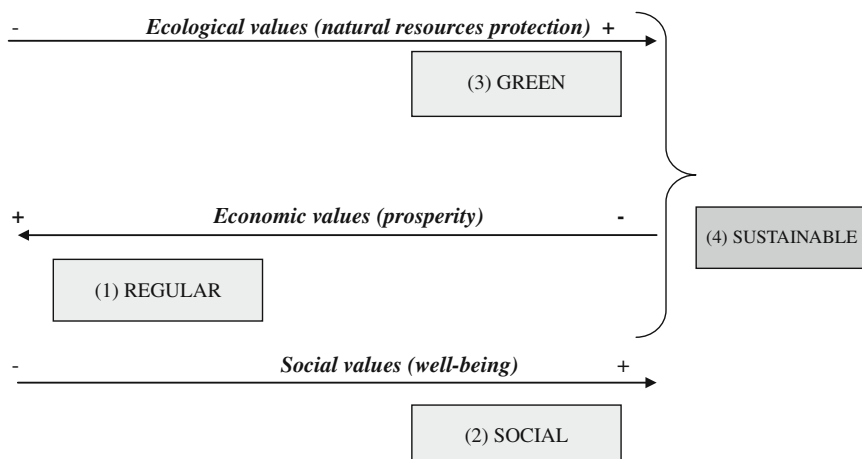 - Ecological values (natural resources protection) +
(3) GREEN
+ Economic values (prosperity) -
(4) SUSTAINABLE
(1) REGULAR
- Social values (well-being) +
(2) SOCIAL